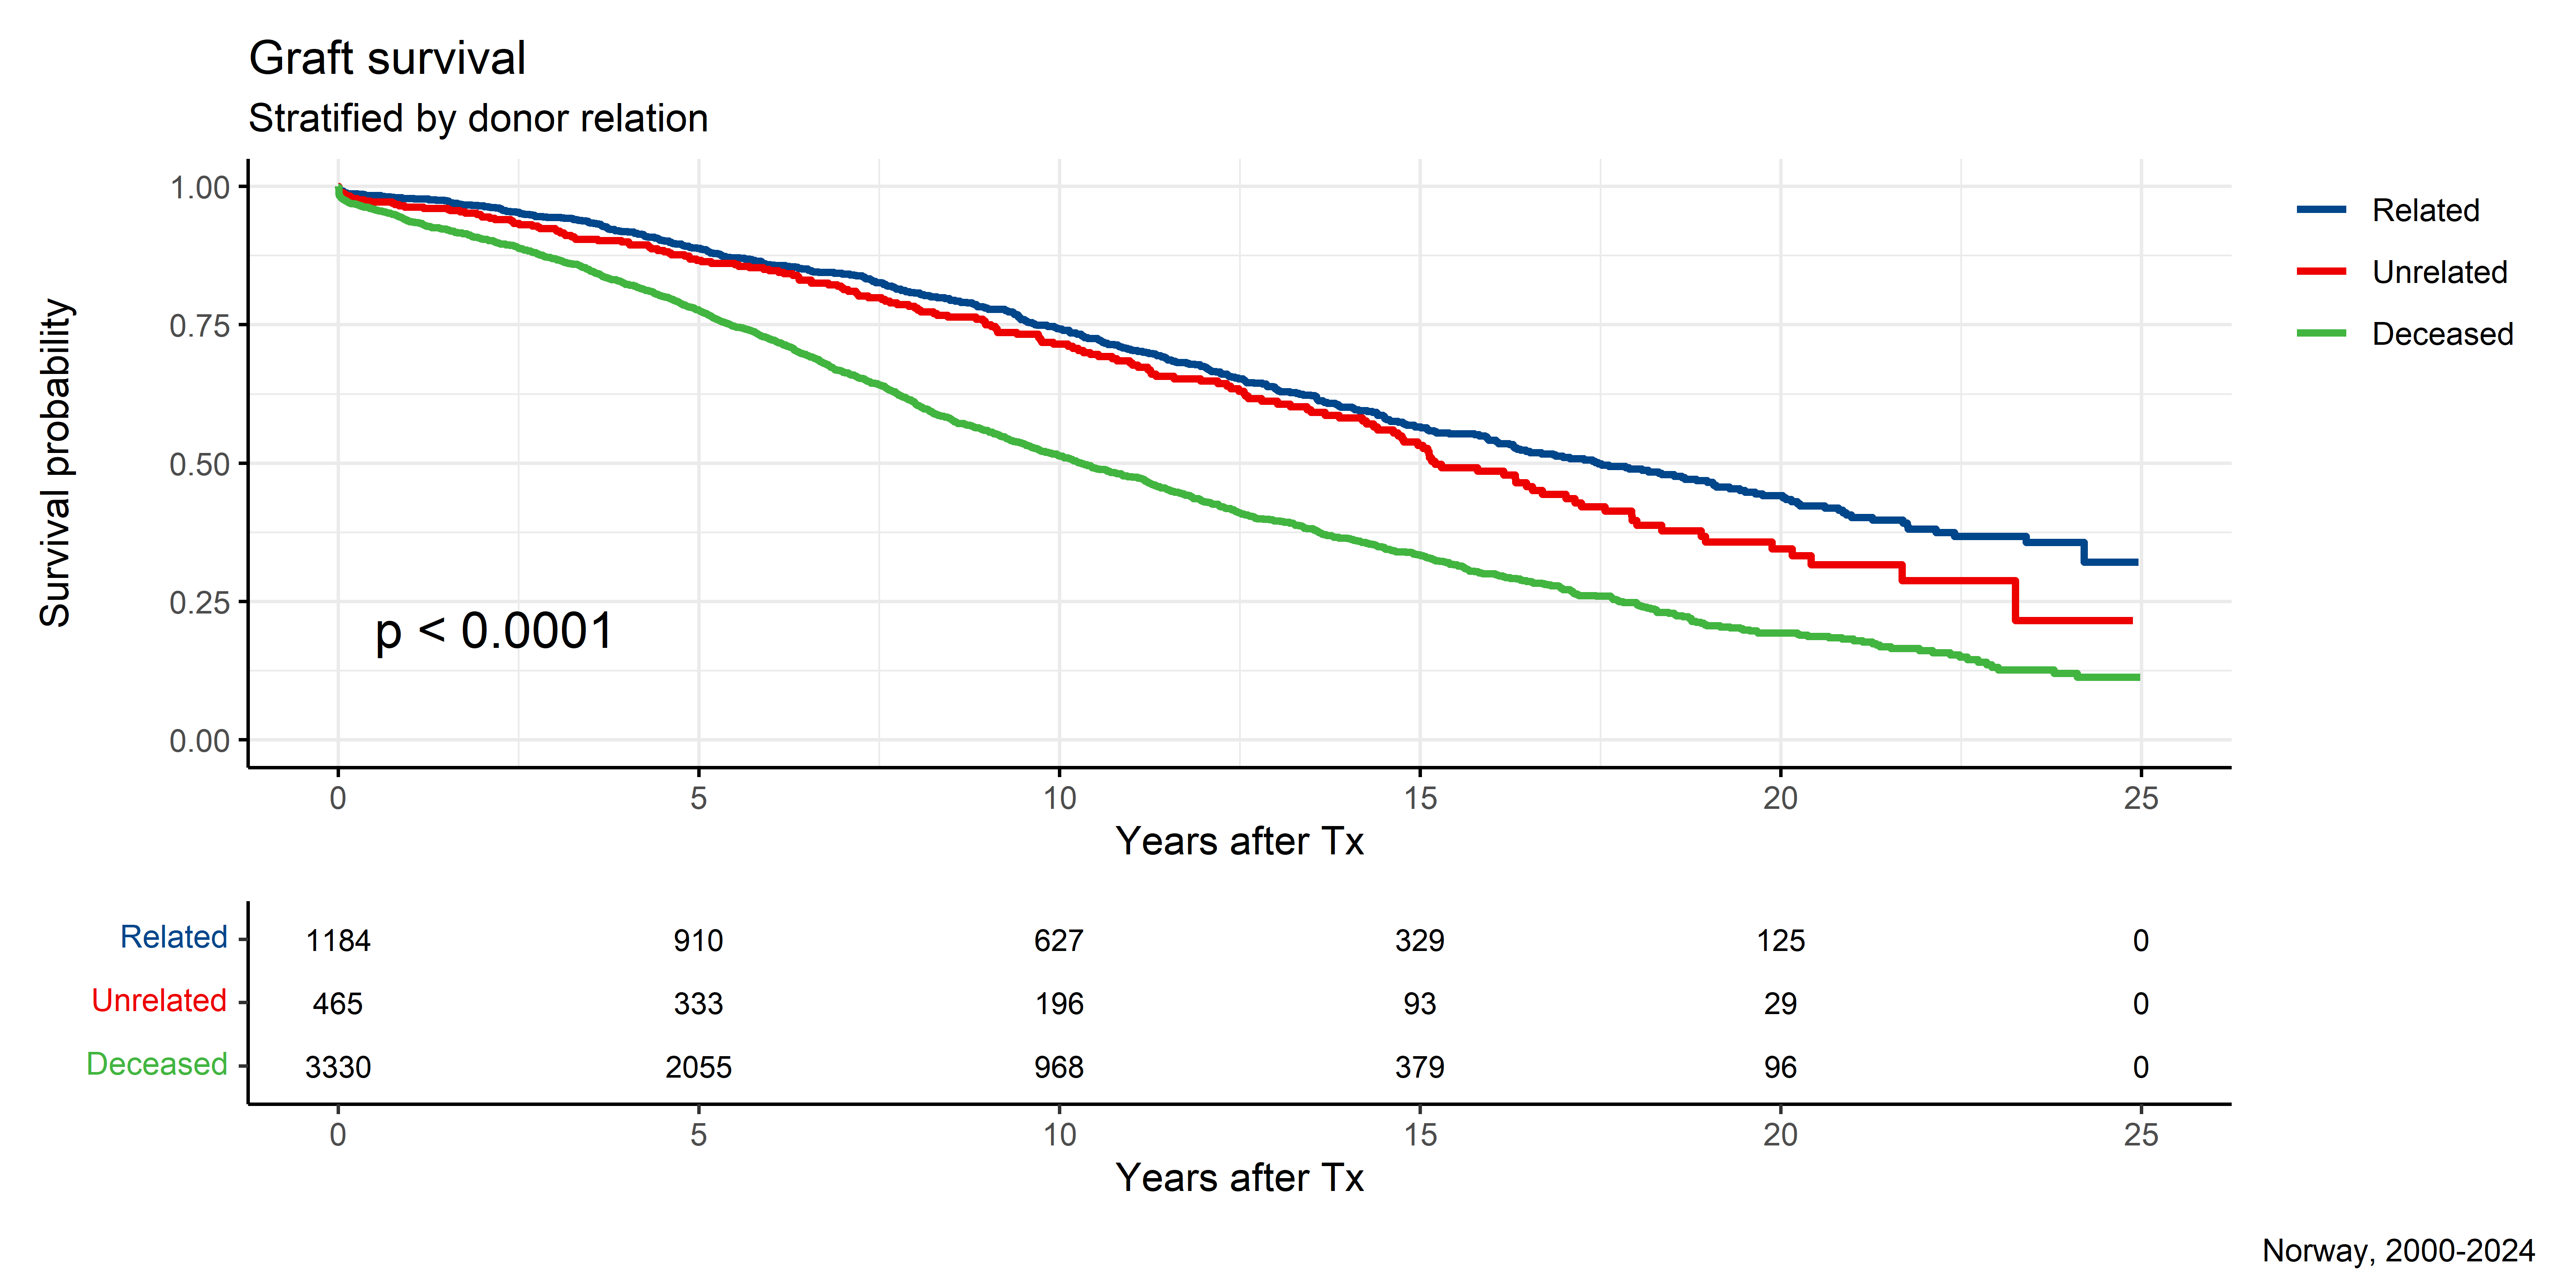 Graft survival
Stratified by donor relation
Survival probability
1.00
0.75
0.50
0.25
0.00
p < 0.0001
Related
Unrelated
Deceased
0 5 10 15 20 25
Years after Tx
Related 1184 910 627 329 125 0
Unrelated 465 333 196 93 29 0
Deceased 3330 2055 968 379 96 0
0 5 10 15 20 25
Years after Tx
Norway, 2000-2024